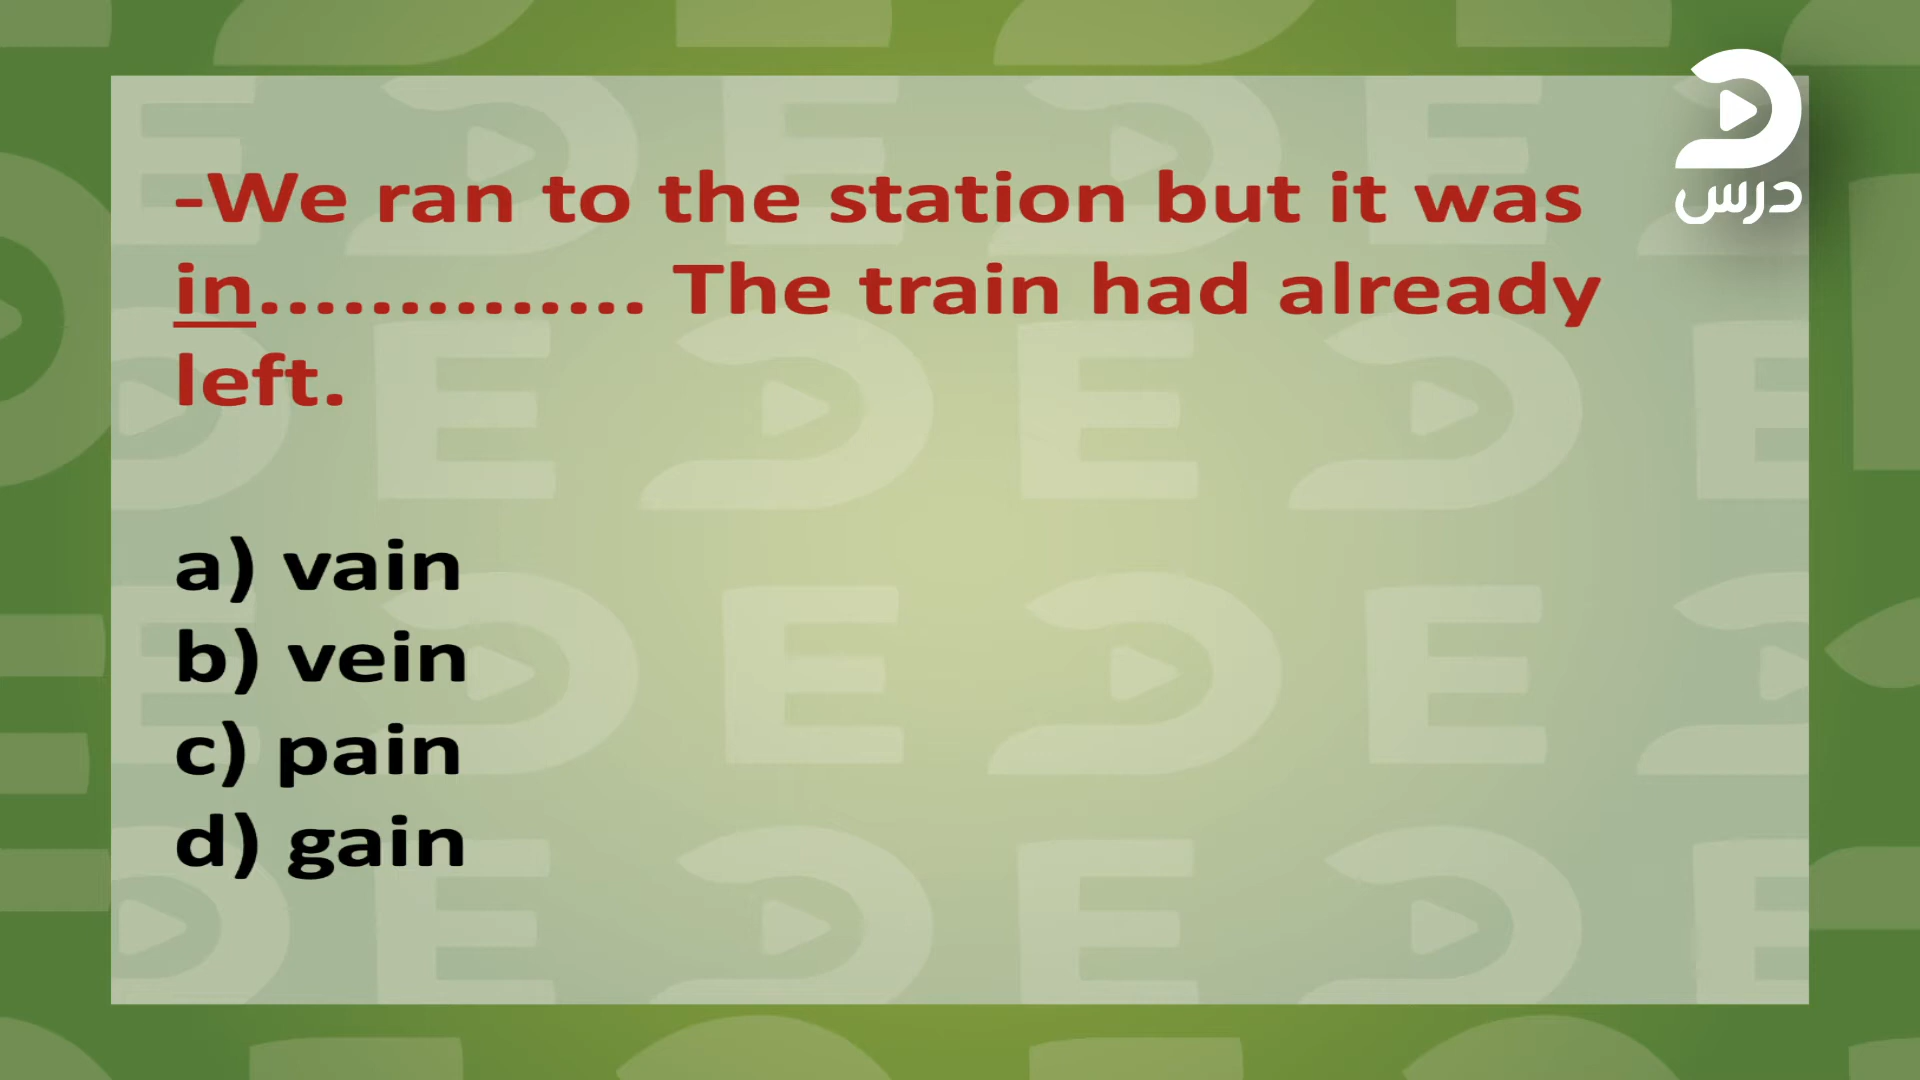 درس
-We ran to the station but it was
in.............. The train had already
left.
a) vain
b) vein
c) pain
d) gain